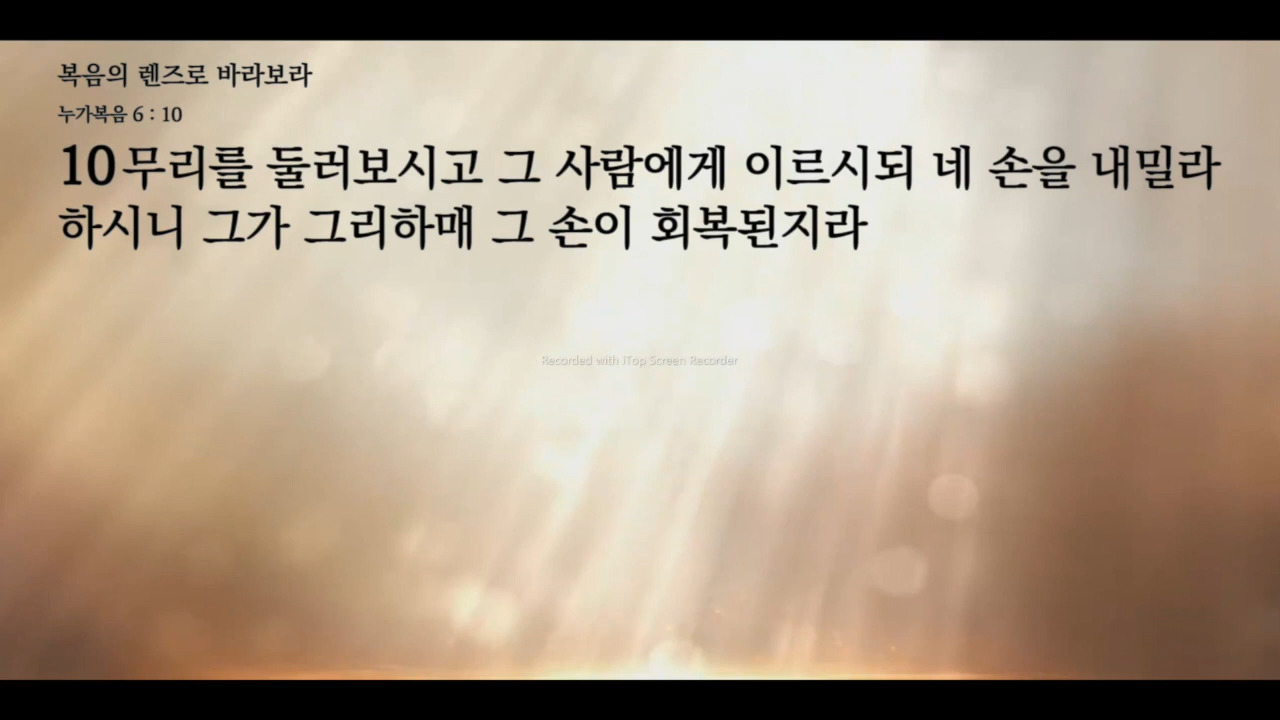 복음의 렌즈로 바라보라
누가복음 6 : 10
10 무리를 둘러보시고 그 사람에게 이르시되 네 손을 내밀라
하시니 그가 그리하매 그 손이 회복된지라
Recorded with iTop Screen Recorder